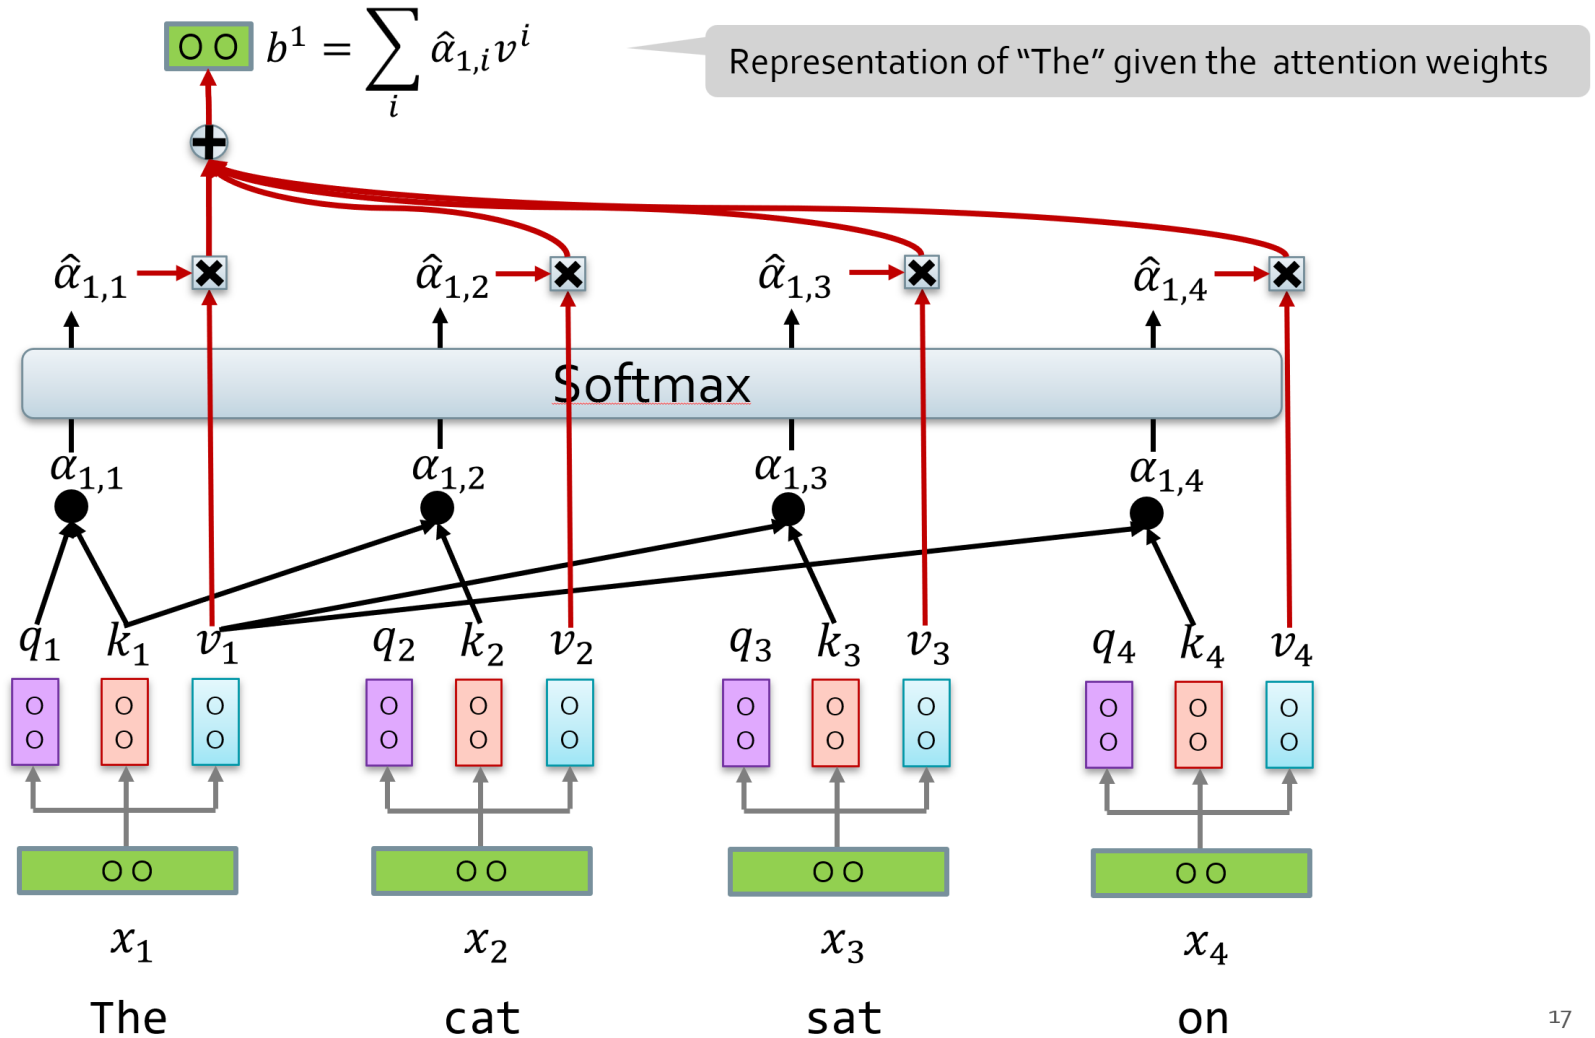 O O b¹ = ∑ᵢ α̂₁,ᵢ vⁱ
Representation of “The” given the attention weights
α̂₁,₁ α̂₁,₂ α̂₁,₃ α̂₁,₄
Softmax
α₁,₁ α₁,₂ α₁,₃ α₁,₄
q₁ k₁ v₁ q₂ k₂ v₂ q₃ k₃ v₃ q₄ k₄ v₄
O O O O O O O O O O O O
O O O O O O O O O O O O
O O O O O O O O
x₁ x₂ x₃ x₄
The cat sat on
17